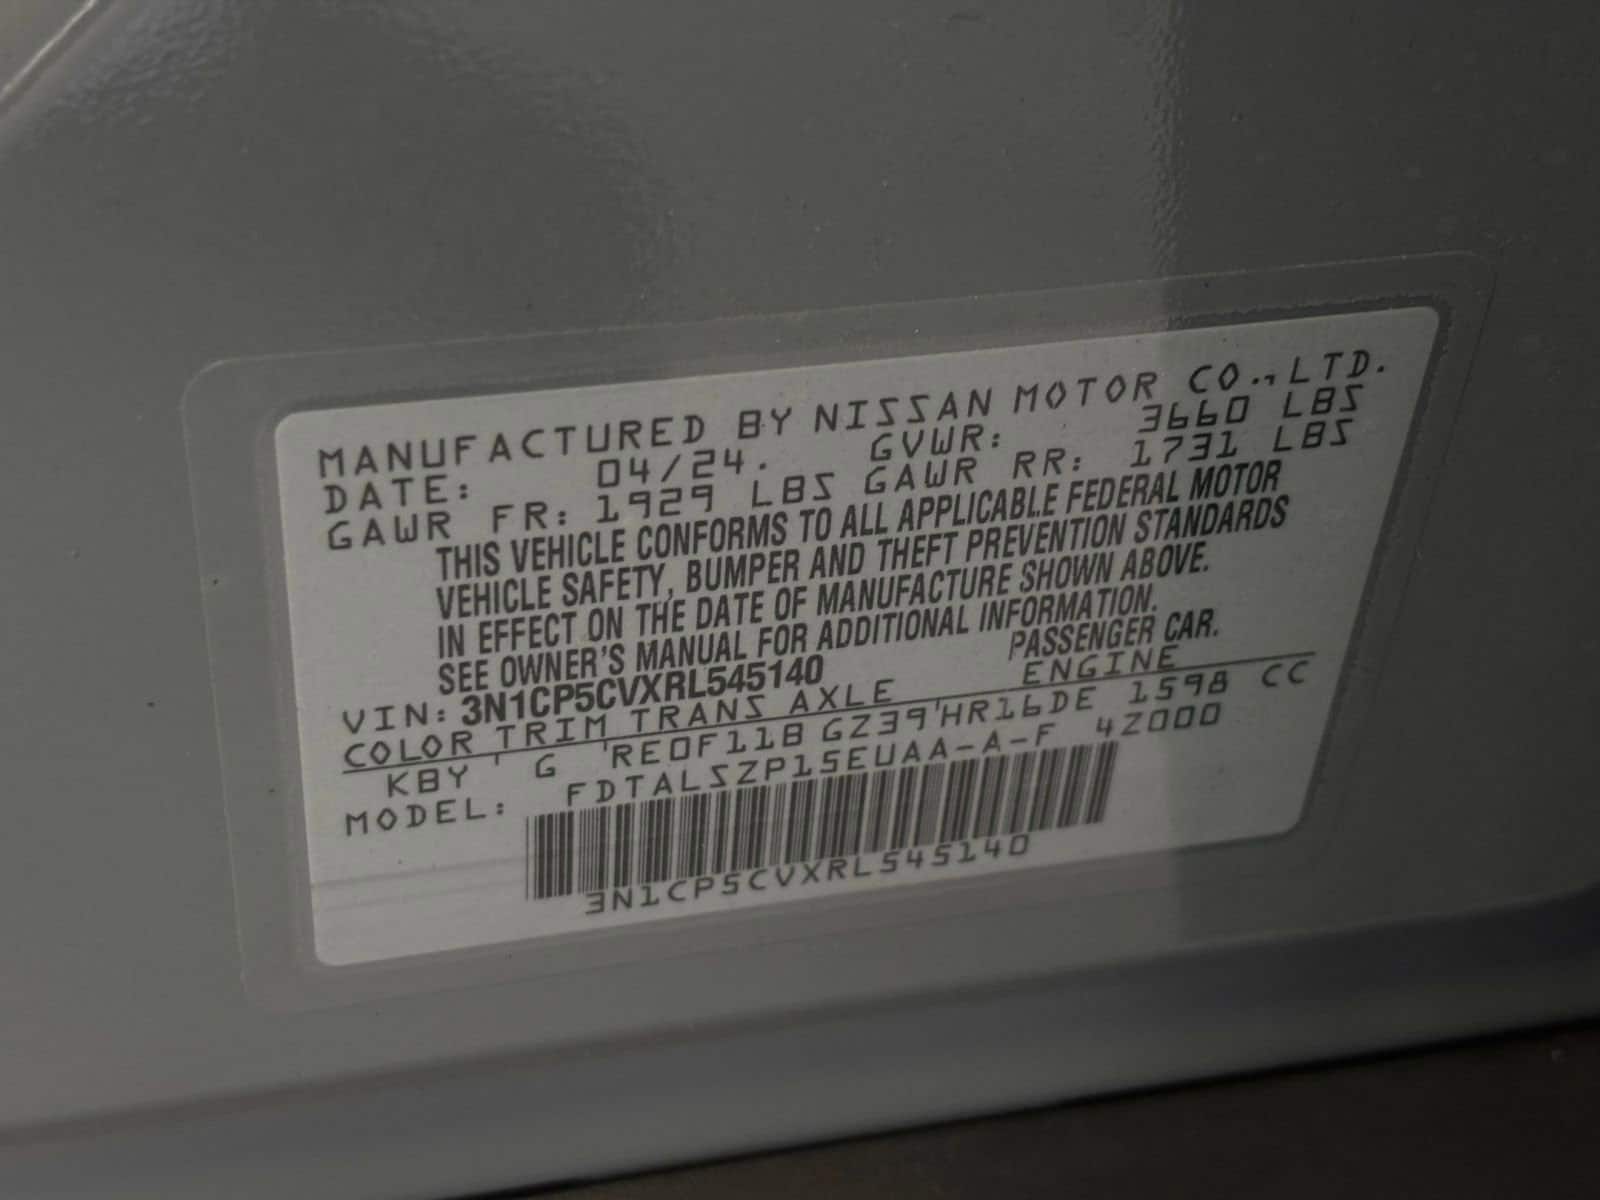 MANUFACTURED BY NISSAN MOTOR CO., LTD.
DATE: 04/24. GVWR: 3660 LBS
GAWR FR: 1929 LBS GAWR RR: 1731 LBS
THIS VEHICLE CONFORMS TO ALL APPLICABLE FEDERAL MOTOR
VEHICLE SAFETY, BUMPER AND THEFT PREVENTION STANDARDS
IN EFFECT ON THE DATE OF MANUFACTURE SHOWN ABOVE.
SEE OWNER'S MANUAL FOR ADDITIONAL INFORMATION.
VIN: 3N1CP5CVXRL545140 PASSENGER CAR.
COLOR TRIM TRANS AXLE ENGINE
KBY ' G 'RE0F11B GZ39'HR16DE 1598 CC
MODEL: FDTALSZP15EUAA-A-F 4Z000
3N1CP5CVXRL545140